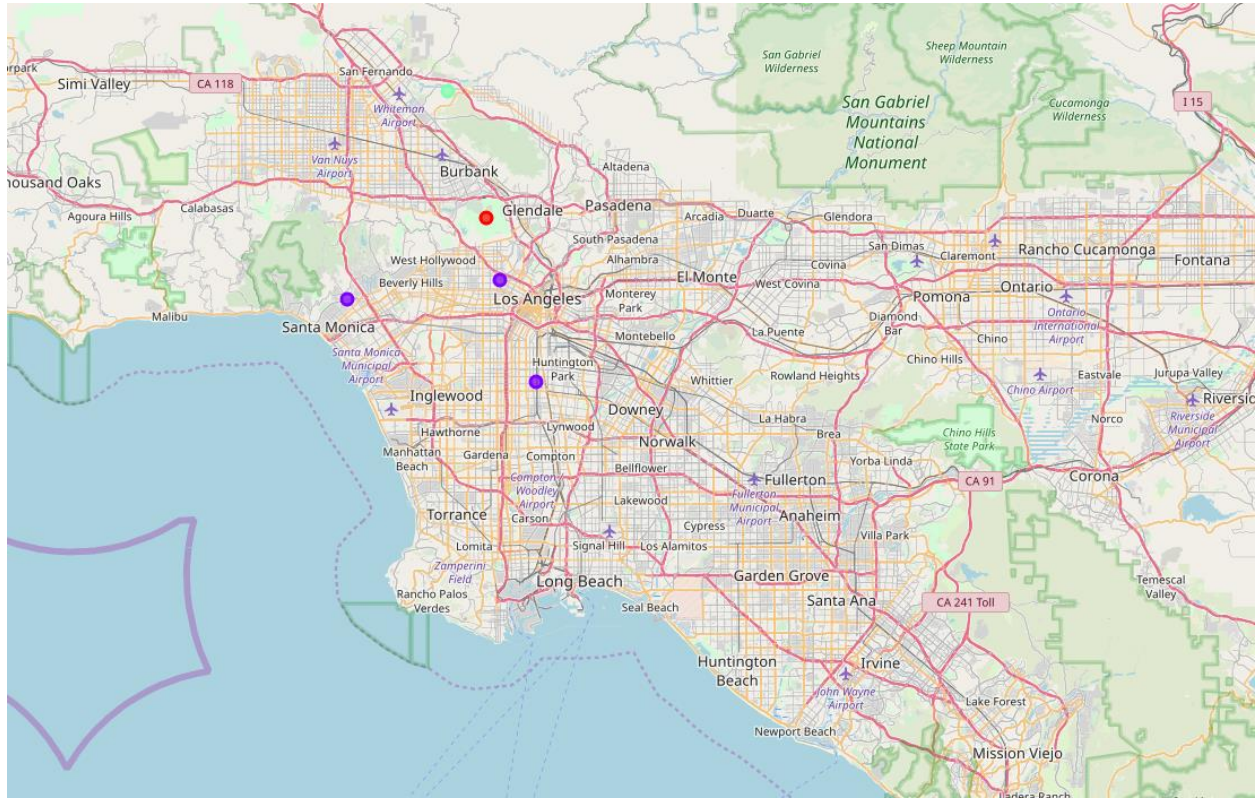 San Gabriel
Wilderness
Sheep Mountain
Wilderness
San Fernando
orpark
Simi Valley
CA 118
Whiteman
Airport
San Gabriel
Mountains
National
Monument
Cucamonga
Wilderness
I 15
Van Nuys
Airport
Burbank
Altadena
housand Oaks
Agoura Hills
Calabasas
Glendale
Pasadena
Arcadia
Duarte
Glendora
South Pasadena
San Dimas
Claremont
Rancho Cucamonga
Fontana
West Hollywood
Alhambra
Covina
Beverly Hills
El Monte
West Covina
Pomona
Ontario
Los Angeles
Monterey
Park
Malibu
Santa Monica
Montebello
La Puente
Diamond
Bar
Ontario
International
Airport
Chino
Santa Monica
Municipal
Airport
Huntington
Park
Whittier
Rowland Heights
Chino Hills
Chino Airport
Eastvale
Jurupa Valley
Inglewood
Downey
La Habra
Brea
Norco
Riversid
Riverside
Municipal
Airport
Hawthorne
Lynwood
Norwalk
Chino Hills
State Park
Manhattan
Beach
Gardena
Compton
Bellflower
Yorba Linda
Corona
Compton
Woodley
Airport
Fullerton
CA 91
Lakewood
Fullerton
Municipal
Airport
Torrance
Carson
Cypress
Anaheim
Villa Park
Lomita
Signal Hill
Los Alamitos
Zamperini
Field
Long Beach
Garden Grove
Temescal
Valley
Rancho Palos
Verdes
Seal Beach
Santa Ana
CA 241 Toll
Huntington
Beach
Irvine
John Wayne
Airport
Lake Forest
Newport Beach
Mission Viejo
Ladera Ranch